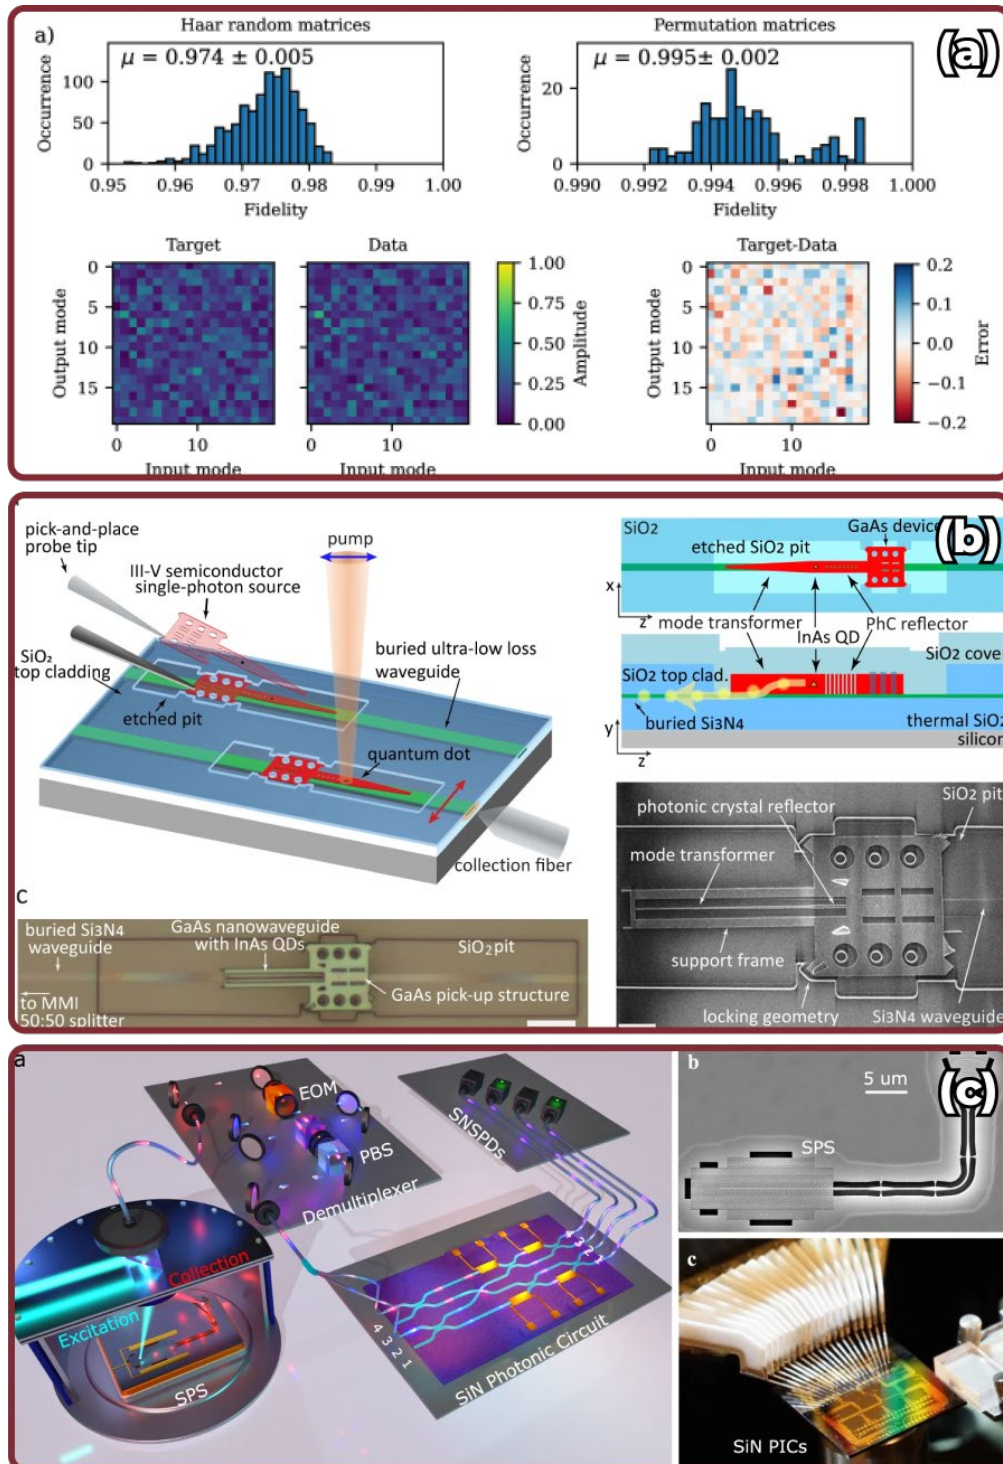 (a)
a)
Haar random matrices
μ = 0.974 ± 0.005
Occurrence
100
50
0
0.95 0.96 0.97 0.98 0.99 1.00
Fidelity
Permutation matrices
μ = 0.995± 0.002
Occurrence
20
0
0.990 0.992 0.994 0.996 0.998 1.000
Fidelity
Target
Output mode
0
5
10
15
0 10
Input mode
Data
0 10
Input mode
1.00
0.75
0.50
0.25
0.00
Amplitude
Target-Data
Output mode
0
5
10
15
0 10
Input mode
0.2
0.1
0.0
−0.1
−0.2
Error
(b)
pick-and-place
probe tip
III-V semiconductor
single-photon source
pump
SiO₂
top cladding
buried ultra-low loss
waveguide
etched pit
quantum dot
collection fiber
SiO2
GaAs device
etched SiO2 pit
x
z
mode transformer
InAs QD
PhC reflector
SiO2 cover
SiO2 top clad.
buried Si3N4
thermal SiO2
silicon
y
z
c
buried Si3N4
waveguide
GaAs nanowaveguide
with InAs QDs
SiO2 pit
GaAs pick-up structure
to MMI
50:50 splitter
photonic crystal reflector
SiO2 pit
mode transformer
support frame
locking geometry
Si3N4 waveguide
a
EOM
PBS
Demultiplexer
SNSPDs
Collection
Excitation
SPS
4 3 2 1
4 3 2 1
SiN Photonic Circuit
b
5 um
(c)
SPS
c
SiN PICs